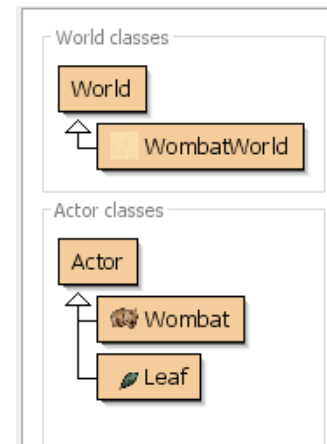 World classes
World
WombatWorld
Actor classes
Actor
Wombat
Leaf